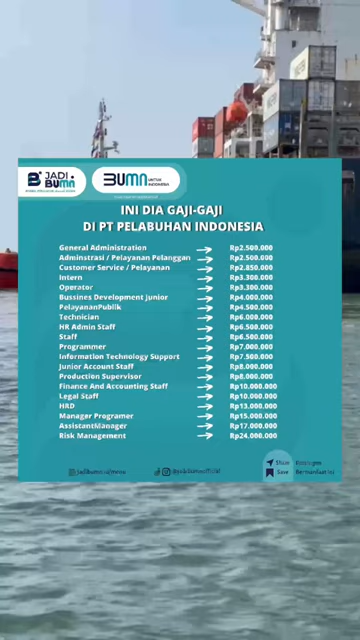 JADI
BUMN
BUMN UNTUK INDONESIA
INI DIA GAJI-GAJI
DI PT PELABUHAN INDONESIA
General Administration → Rp2.500.000
Adminstrasi / Pelayanan Pelanggan → Rp2.500.000
Customer Service / Pelayanan → Rp2.850.000
Intern → Rp3.300.000
Operator → Rp3.300.000
Bussines Development Junior → Rp4.000.000
PelayananPublik → Rp4.500.000
Technician → Rp6.000.000
HR Admin Staff → Rp6.500.000
Staff → Rp6.500.000
Programmer → Rp7.000.000
Information Technology Support → Rp7.500.000
Junior Account Staff → Rp8.000.000
Production Supervisor → Rp8.000.000
Finance And Accounting Staff → Rp10.000.000
Legal Staff → Rp10.000.000
HRD → Rp13.000.000
Manager Programer → Rp15.000.000
AssistantManager → Rp17.000.000
Risk Management → Rp24.000.000
Share
Save Bermanfaat Ini